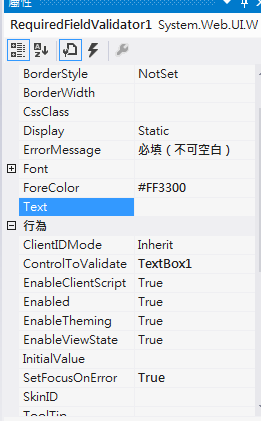 屬性
RequiredFieldValidator1 System.Web.UI.W
BorderStyle NotSet
BorderWidth
CssClass
Display Static
ErrorMessage 必填（不可空白）
Font
ForeColor #FF3300
Text
行為
ClientIDMode Inherit
ControlToValidate TextBox1
EnableClientScript True
Enabled True
EnableTheming True
EnableViewState True
InitialValue
SetFocusOnError True
SkinID
ToolTip